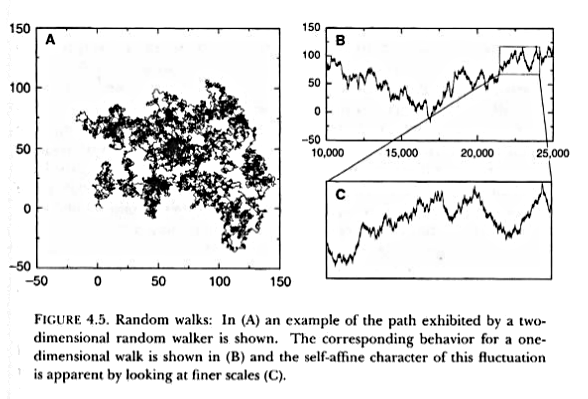 150
A
100
50
0
−50
−50 0 50 100 150
150
B
100
50
0
−50
10,000 15,000 20,000 25,000
C
FIGURE 4.5. Random walks: In (A) an example of the path exhibited by a two-
dimensional random walker is shown. The corresponding behavior for a one-
dimensional walk is shown in (B) and the self-affine character of this fluctuation
is apparent by looking at finer scales (C).